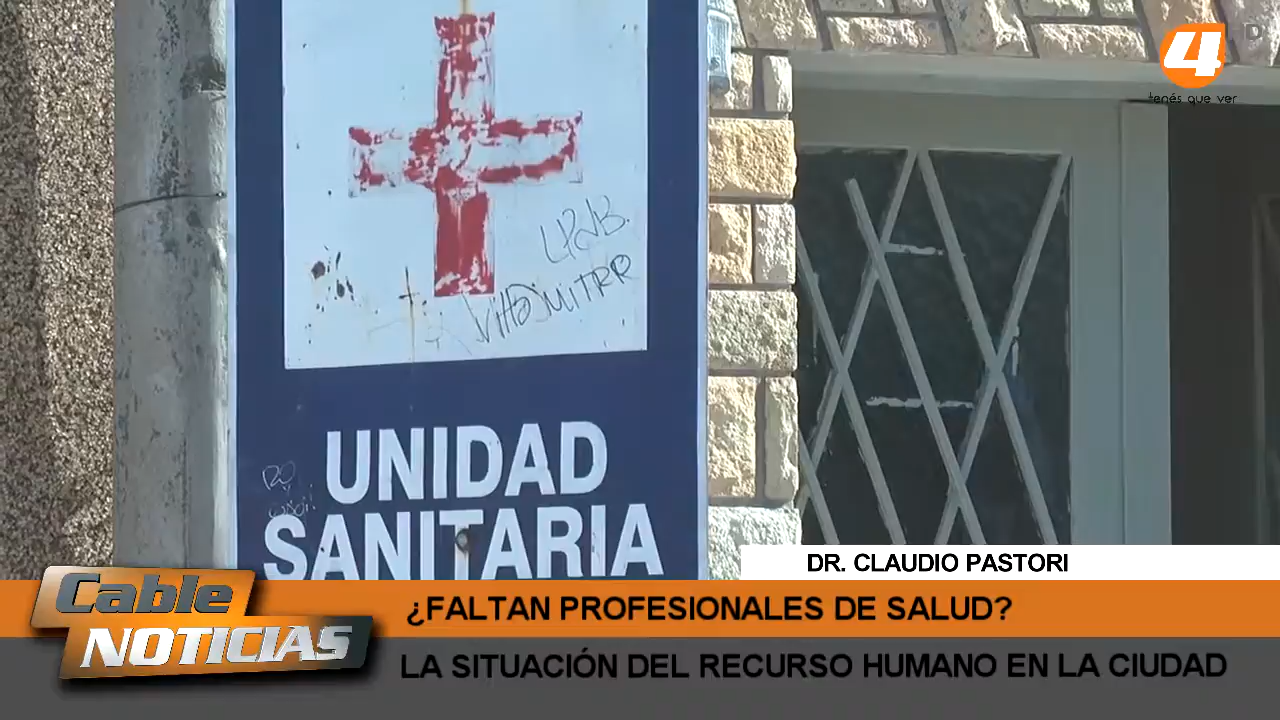 4
tenés que ver
UNIDAD
SANITARIA
DR. CLAUDIO PASTORI
¿FALTAN PROFESIONALES DE SALUD?
LA SITUACIÓN DEL RECURSO HUMANO EN LA CIUDAD
Cable
NOTICIAS